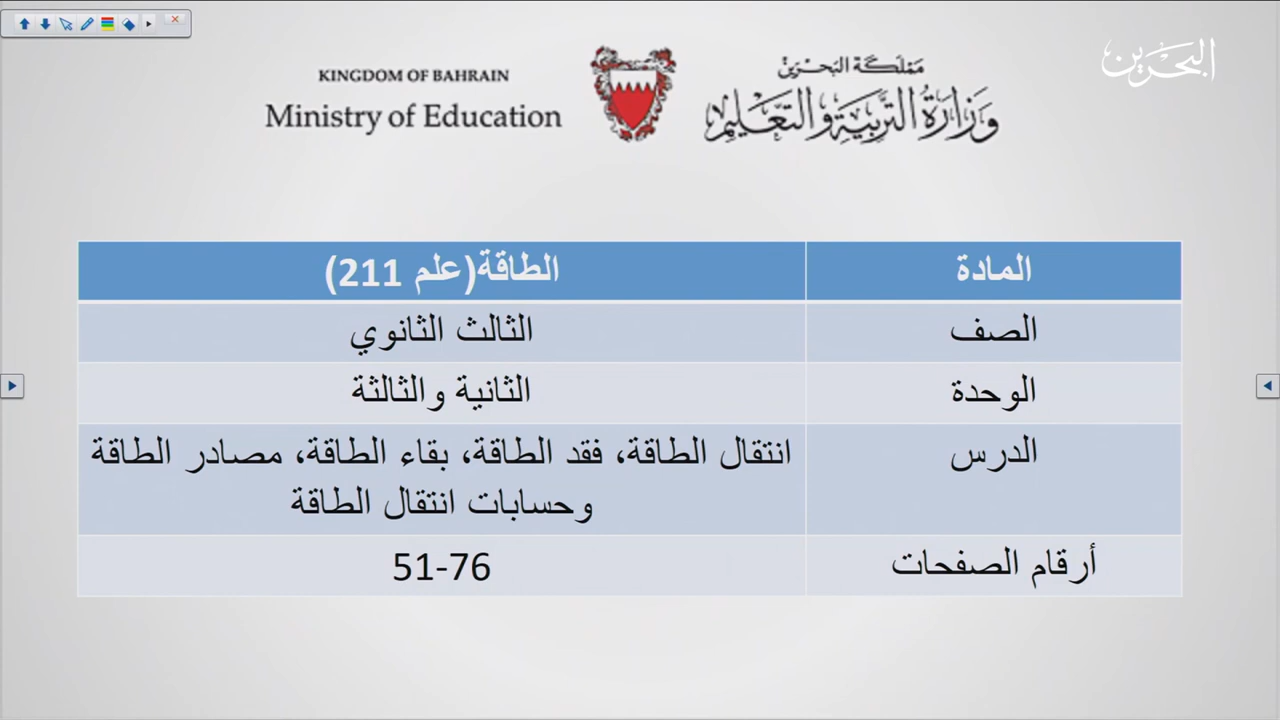 البحرين
KINGDOM OF BAHRAIN
Ministry of Education
مملكة البحرين
وزارة التربية والتعليم
المادة
الطاقة(علم 211)
الصف
الثالث الثانوي
الوحدة
الثانية والثالثة
الدرس
انتقال الطاقة، فقد الطاقة، بقاء الطاقة، مصادر الطاقة
وحسابات انتقال الطاقة
أرقام الصفحات
51-76